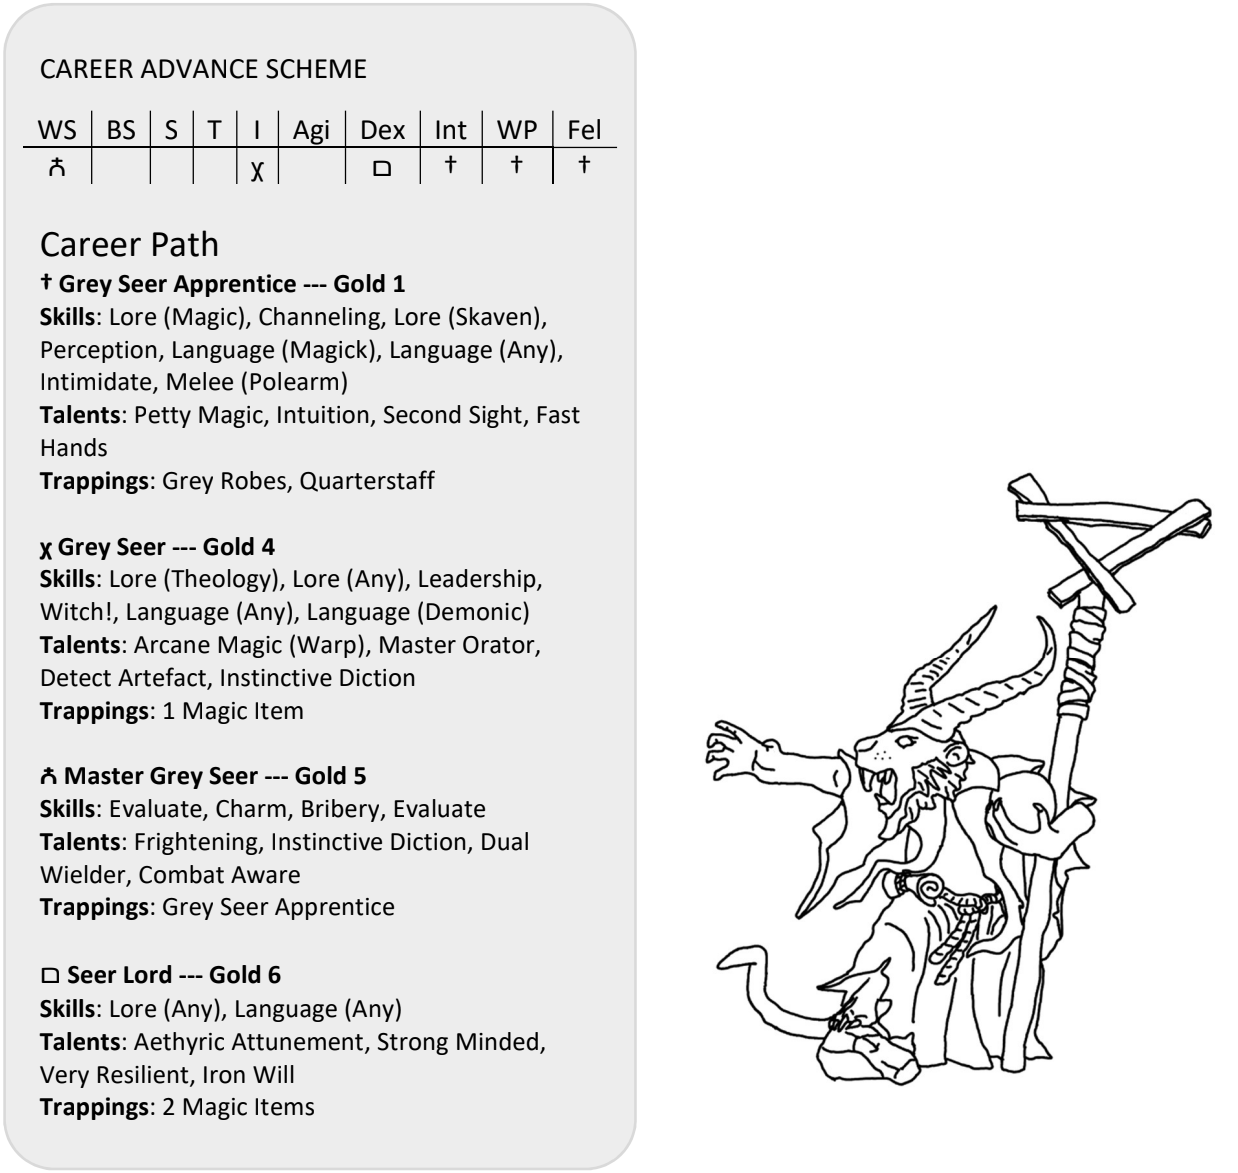 CAREER ADVANCE SCHEME
WS BS S T I Agi Dex Int WP Fel
ⰰ χ ם † † †
Career Path
† Grey Seer Apprentice --- Gold 1
Skills: Lore (Magic), Channeling, Lore (Skaven),
Perception, Language (Magick), Language (Any),
Intimidate, Melee (Polearm)
Talents: Petty Magic, Intuition, Second Sight, Fast
Hands
Trappings: Grey Robes, Quarterstaff
χ Grey Seer --- Gold 4
Skills: Lore (Theology), Lore (Any), Leadership,
Witch!, Language (Any), Language (Demonic)
Talents: Arcane Magic (Warp), Master Orator,
Detect Artefact, Instinctive Diction
Trappings: 1 Magic Item
Master Grey Seer --- Gold 5
Skills: Evaluate, Charm, Bribery, Evaluate
Talents: Frightening, Instinctive Diction, Dual
Wielder, Combat Aware
Trappings: Grey Seer Apprentice
ם Seer Lord --- Gold 6
Skills: Lore (Any), Language (Any)
Talents: Aethyric Attunement, Strong Minded,
Very Resilient, Iron Will
Trappings: 2 Magic Items